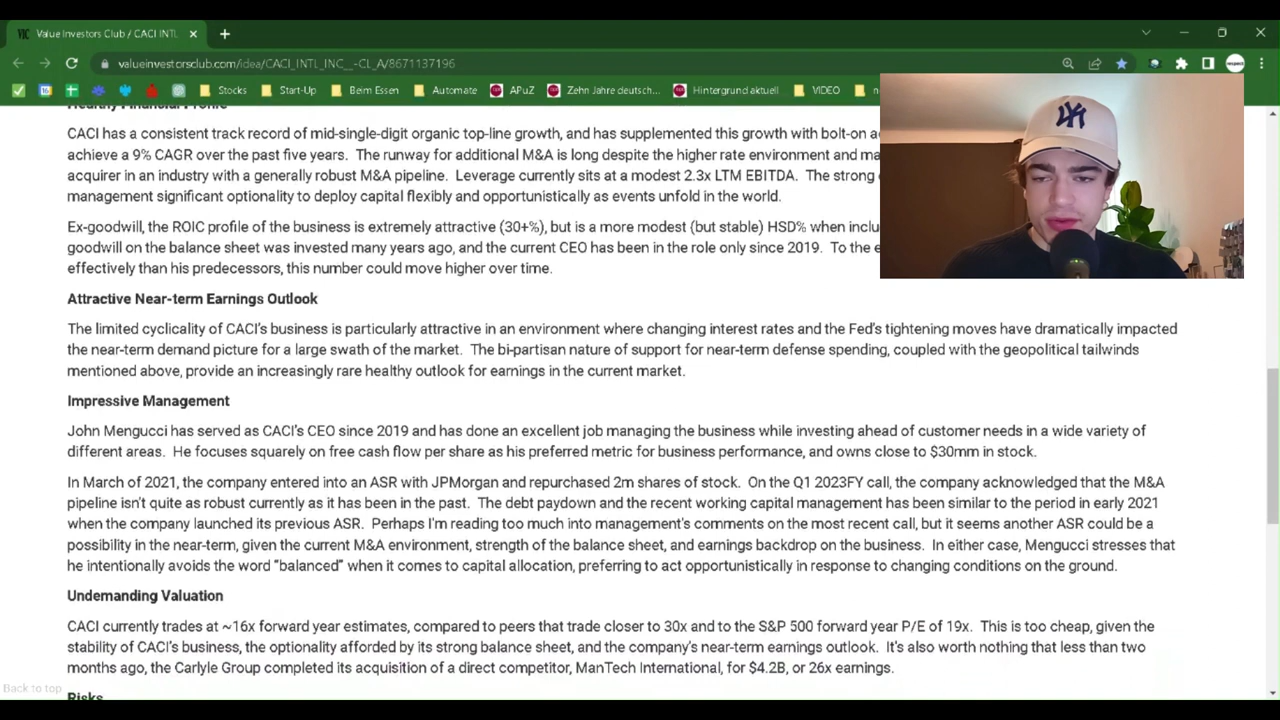 Value Investors Club / CACI INTL
valueinvestorsclub.com/idea/CACI_INTL_INC__-CL_A/8671137196
Stocks Start-Up Beim Essen Automate APuZ Zehn Jahre deutsch... Hintergrund aktuell VIDEO
Healthy Financial Profile
CACI has a consistent track record of mid-single-digit organic top-line growth, and has supplemented this growth with bolt-on
achieve a 9% CAGR over the past five years. The runway for additional M&A is long despite the higher rate environment and
acquirer in an industry with a generally robust M&A pipeline. Leverage currently sits at a modest 2.3x LTM EBITDA. The strong
management significant optionality to deploy capital flexibly and opportunistically as events unfold in the world.
Ex-goodwill, the ROIC profile of the business is extremely attractive (30+%), but is a more modest (but stable) HSD% when
goodwill on the balance sheet was invested many years ago, and the current CEO has been in the role only since 2019. To the
effectively than his predecessors, this number could move higher over time.
Attractive Near-term Earnings Outlook
The limited cyclicality of CACI's business is particularly attractive in an environment where changing interest rates and the Fed's tightening moves have dramatically impacted
the near-term demand picture for a large swath of the market. The bi-partisan nature of support for near-term defense spending, coupled with the geopolitical tailwinds
mentioned above, provide an increasingly rare healthy outlook for earnings in the current market.
Impressive Management
John Mengucci has served as CACI's CEO since 2019 and has done an excellent job managing the business while investing ahead of customer needs in a wide variety of
different areas. He focuses squarely on free cash flow per share as his preferred metric for business performance, and owns close to $30mm in stock.
In March of 2021, the company entered into an ASR with JPMorgan and repurchased 2m shares of stock. On the Q1 2023FY call, the company acknowledged that the M&A
pipeline isn't quite as robust currently as it has been in the past. The debt paydown and the recent working capital management has been similar to the period in early 2021
when the company launched its previous ASR. Perhaps I'm reading too much into management's comments on the most recent call, but it seems another ASR could be a
possibility in the near-term, given the current M&A environment, strength of the balance sheet, and earnings backdrop on the business. In either case, Mengucci stresses that
he intentionally avoids the word "balanced" when it comes to capital allocation, preferring to act opportunistically in response to changing conditions on the ground.
Undemanding Valuation
CACI currently trades at ~16x forward year estimates, compared to peers that trade closer to 30x and to the S&P 500 forward year P/E of 19x. This is too cheap, given the
stability of CACI's business, the optionality afforded by its strong balance sheet, and the company's near-term earnings outlook. It's also worth nothing that less than two
months ago, the Carlyle Group completed its acquisition of a direct competitor, ManTech International, for $4.2B, or 26x earnings.
Back to top
Risks